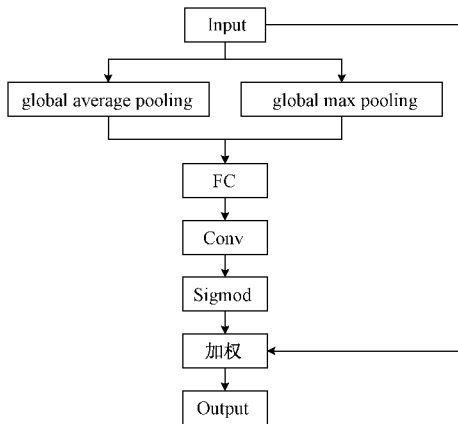 Input
global average pooling
global max pooling
FC
Conv
Sigmod
加权
Output